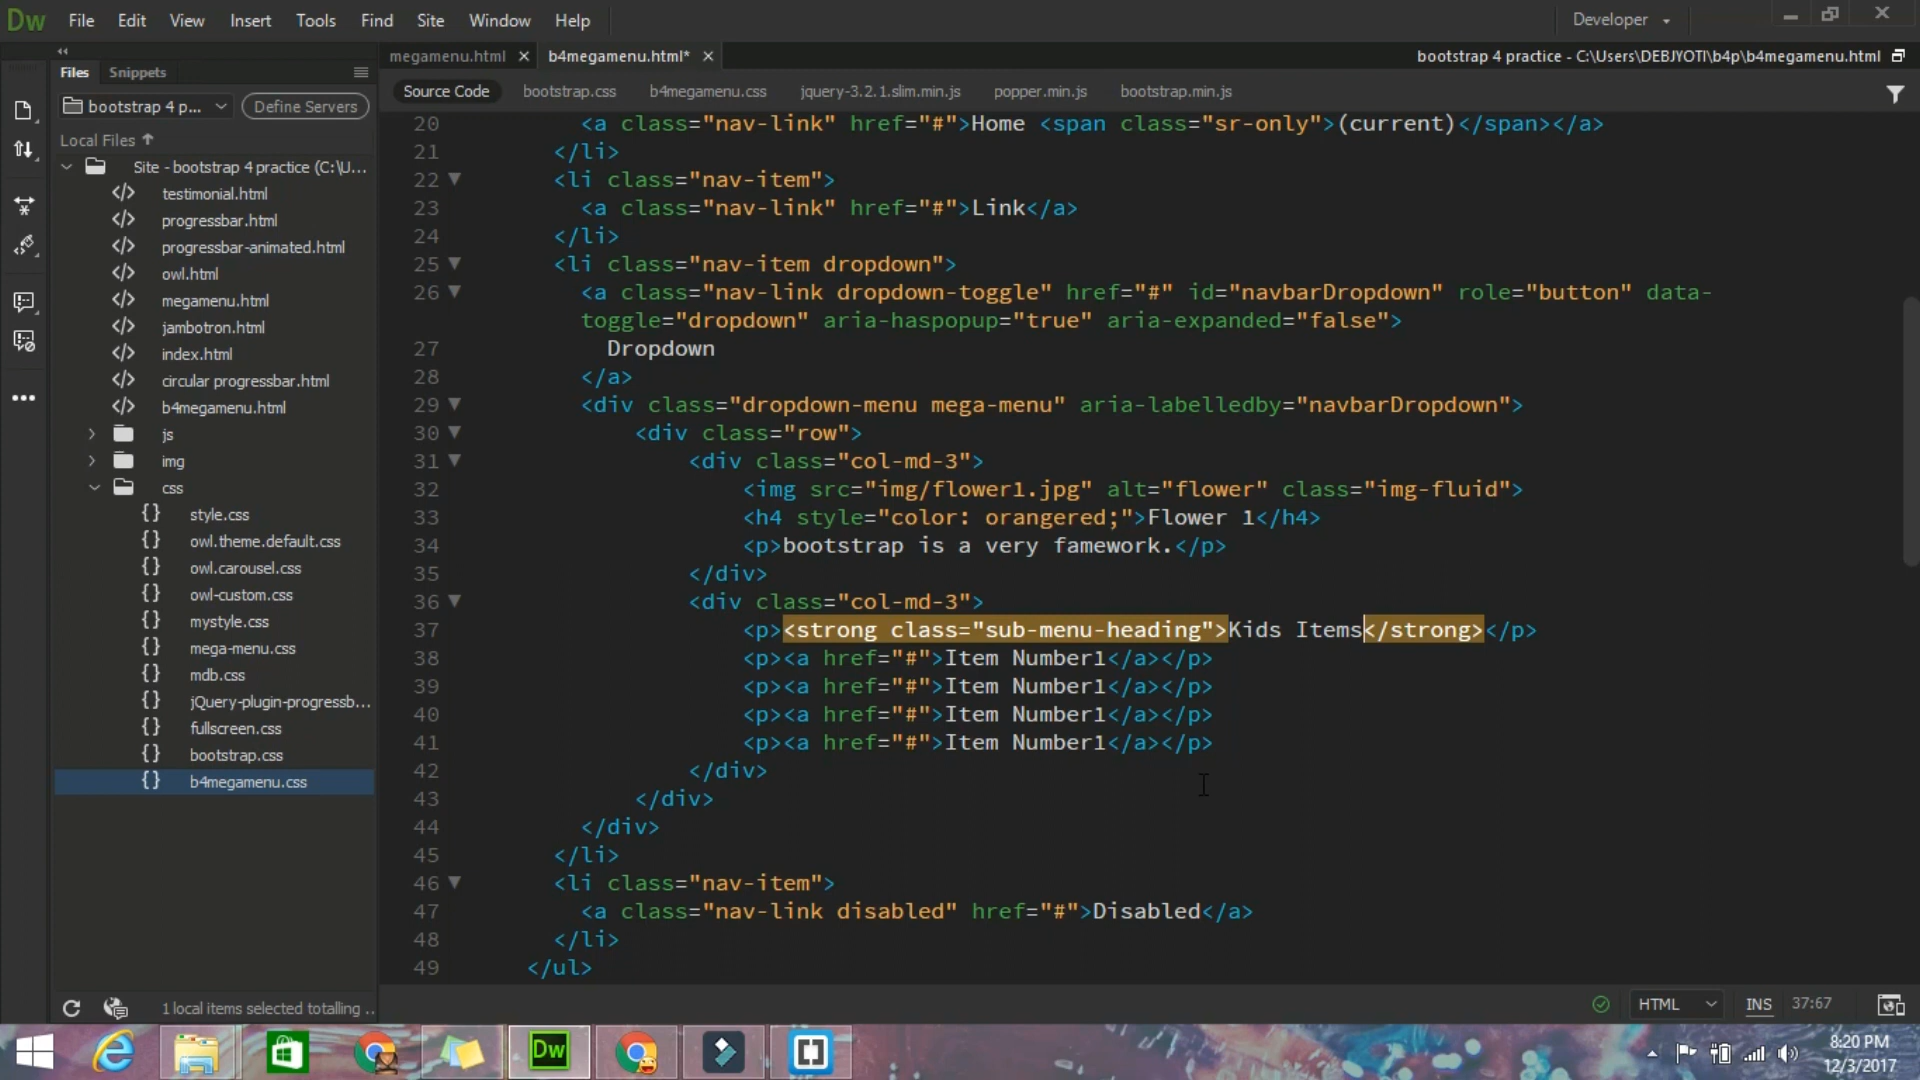 Dw File Edit View Insert Tools Find Site Window Help Developer
Files Snippets
megamenu.html b4megamenu.html* bootstrap 4 practice - C:\Users\DEBJYOTI\b4p\b4megamenu.html
Source Code bootstrap.css b4megamenu.css jquery-3.2.1.slim.min.js popper.min.js bootstrap.min.js
bootstrap 4 p... Define Servers
Local Files
Site - bootstrap 4 practice (C:\U...
testimonial.html
progressbar.html
progressbar-animated.html
owl.html
megamenu.html
jambotron.html
index.html
circular progressbar.html
b4megamenu.html
js
img
css
style.css
owl.theme.default.css
owl.carousel.css
owl-custom.css
mystyle.css
mega-menu.css
mdb.css
jQuery-plugin-progressb...
fullscreen.css
bootstrap.css
b4megamenu.css
1 local items selected totalling ..
20 <a class="nav-link" href="#">Home <span class="sr-only">(current)</span></a>
21 </li>
22 <li class="nav-item">
23 <a class="nav-link" href="#">Link</a>
24 </li>
25 <li class="nav-item dropdown">
26 <a class="nav-link dropdown-toggle" href="#" id="navbarDropdown" role="button" data-
toggle="dropdown" aria-haspopup="true" aria-expanded="false">
27 Dropdown
28 </a>
29 <div class="dropdown-menu mega-menu" aria-labelledby="navbarDropdown">
30 <div class="row">
31 <div class="col-md-3">
32 <img src="img/flower1.jpg" alt="flower" class="img-fluid">
33 <h4 style="color: orangered;">Flower 1</h4>
34 <p>bootstrap is a very famework.</p>
35 </div>
36 <div class="col-md-3">
37 <p><strong class="sub-menu-heading">Kids Items</strong></p>
38 <p><a href="#">Item Number1</a></p>
39 <p><a href="#">Item Number1</a></p>
40 <p><a href="#">Item Number1</a></p>
41 <p><a href="#">Item Number1</a></p>
42 </div>
43 </div>
44 </div>
45 </li>
46 <li class="nav-item">
47 <a class="nav-link disabled" href="#">Disabled</a>
48 </li>
49 </ul>
HTML INS 37:67
Dw
8:20 PM
12/3/2017